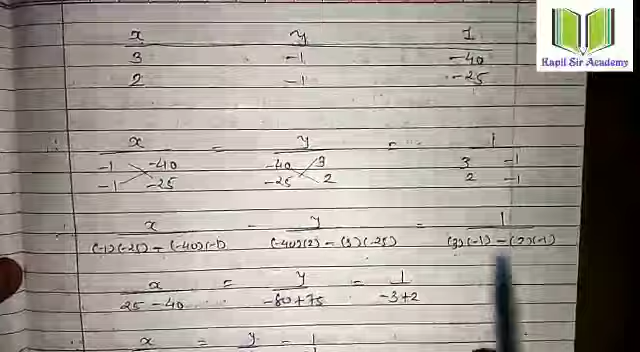 x y 1
3 -1 -40
2 -1 -25
Kapil Sir Academy
∴ x = y = 1
-1 -40 -40 3 3 -1
-1 -25 -25 2 2 -1
∴ x = y = 1
(-1)(-25) - (-40)(-1) (-40)(2) - (3)(-25) (3)(-1) - (2)(-1)
x = y = 1
25 - 40 -80+75 -3+2
x = y = 1